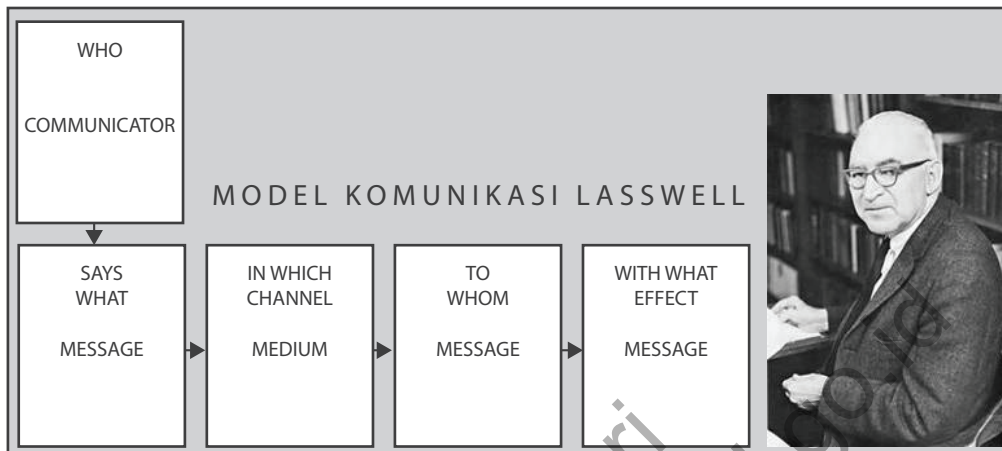 WHO
COMMUNICATOR
MODEL KOMUNIKASI LASSWELL
SAYS
WHAT
MESSAGE
IN WHICH
CHANNEL
MEDIUM
TO
WHOM
MESSAGE
WITH WHAT
EFFECT
MESSAGE